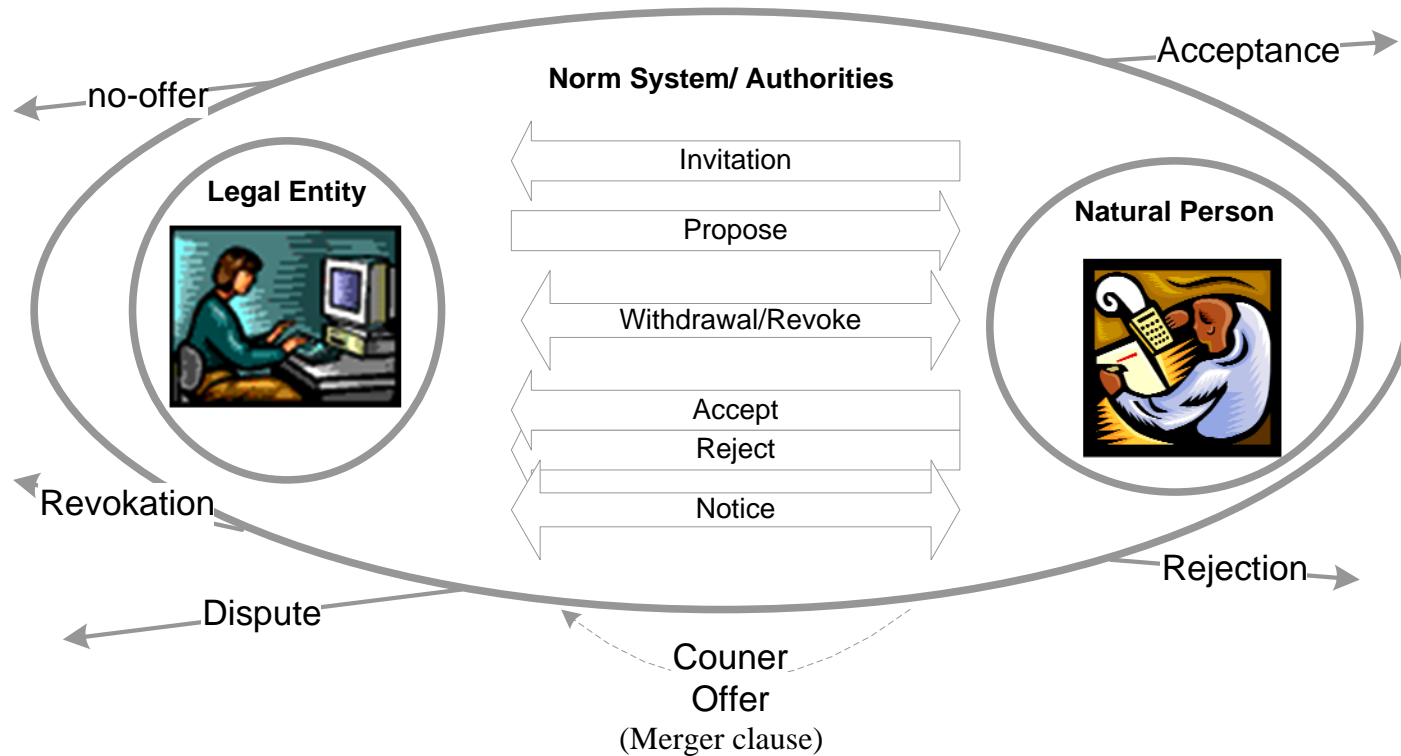 Acceptance
no-offer
Norm System/ Authorities
Invitation
Legal Entity
Natural Person
Propose
Withdrawal/Revoke
Accept
Reject
Revokation
Notice
Rejection
Dispute
Couner
Offer
(Merger clause)